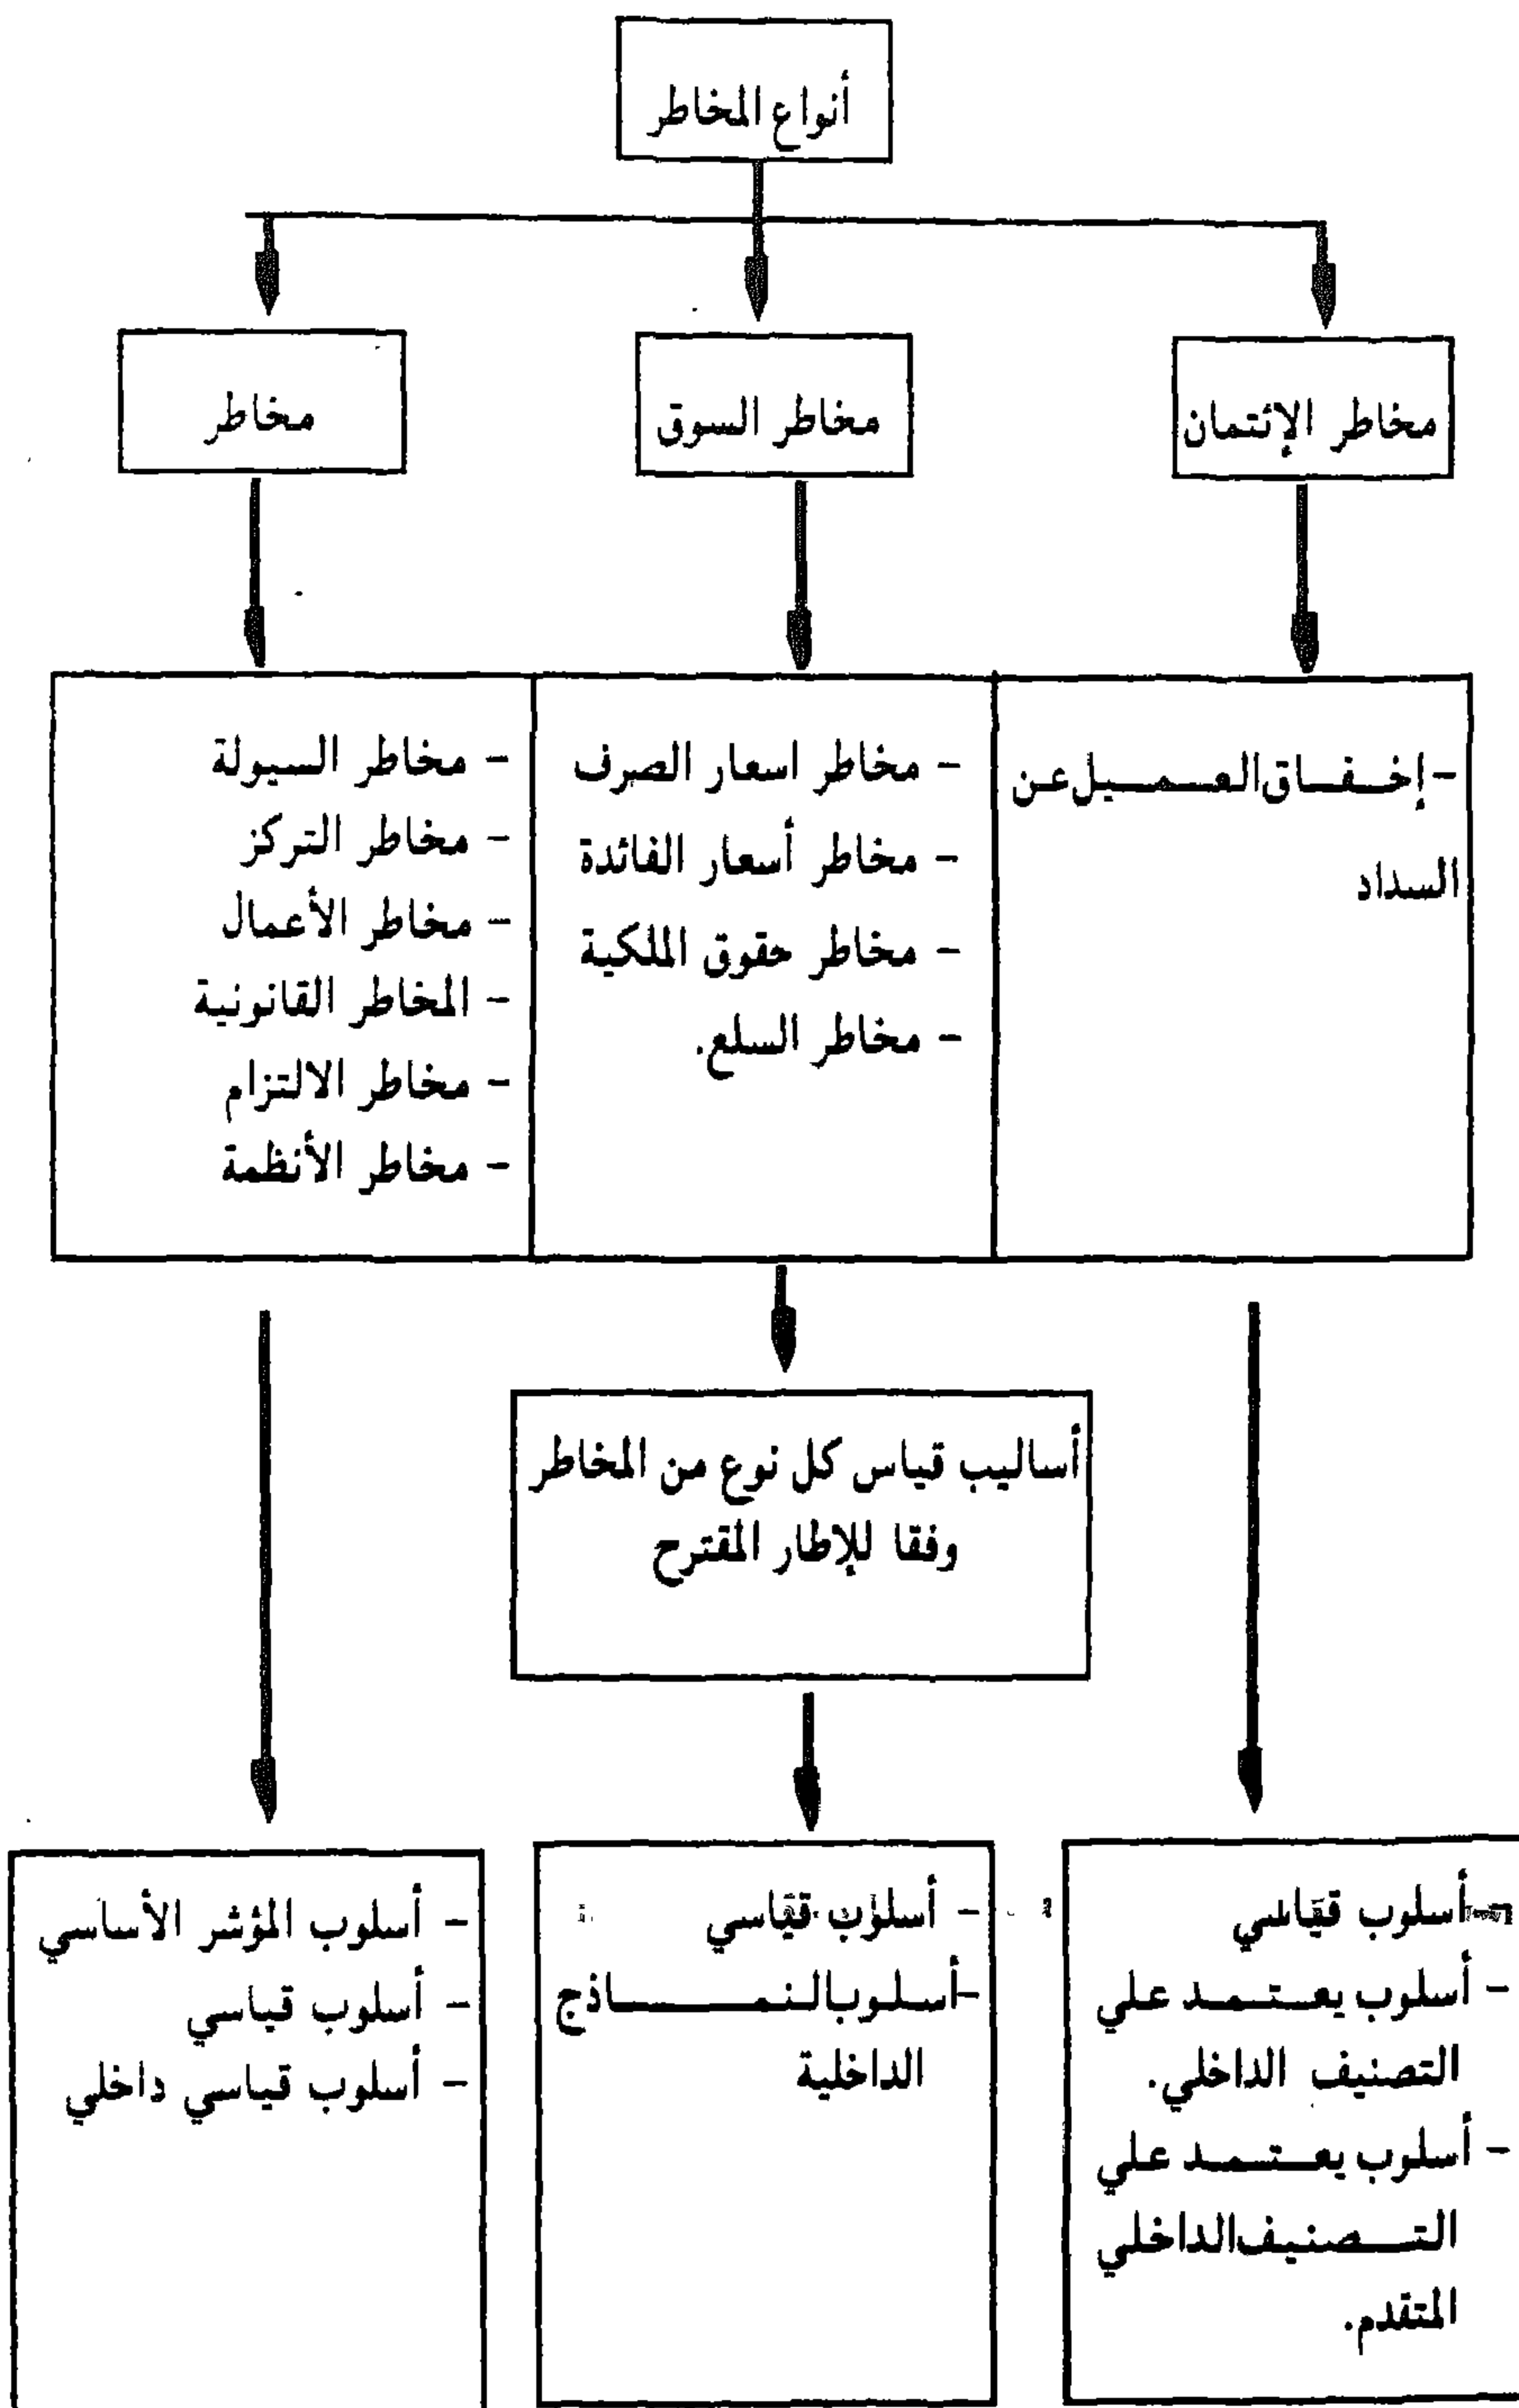 أنواع المخاطر
مخاطر الإئتمان
مخاطر السوق
مخاطر
- إخفاق العميل عن
السداد
- مخاطر اسعار الصرف
- مخاطر أسعار الفائدة
- مخاطر حقوق الملكية
- مخاطر السلع.
- مخاطر السيولة
- مخاطر التركز
- مخاطر الأعمال
- المخاطر القانونية
- مخاطر الالتزام
- مخاطر الأنظمة
أساليب قياس كل نوع من المخاطر
وفقا للإطار المقترح
- أسلوب قياسي
- أسلوب يعتمد علي
التصنيف الداخلي.
- أسلوب يعتمد علي
التصنيف الداخلي
المتقدم.
- أسلوب قياسي
- أسلوب النماذج
الداخلية
- أسلوب المؤشر الأساسي
- أسلوب قياسي
- أسلوب قياسي داخلي